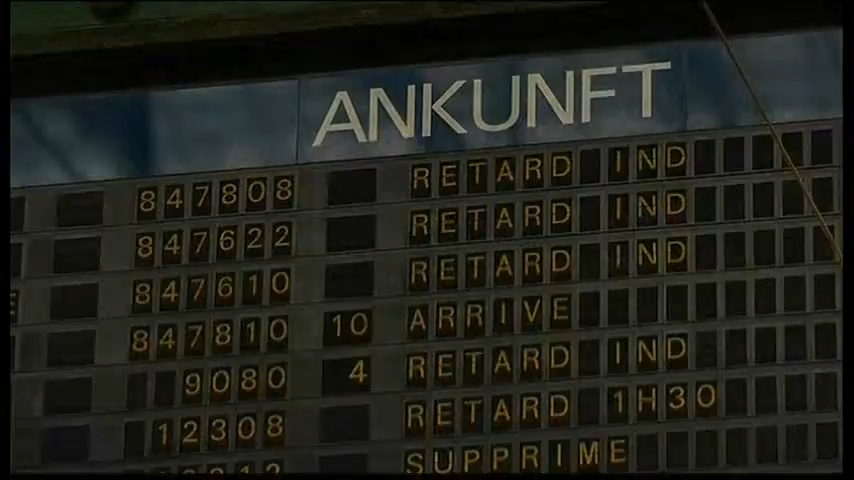 ANKUNFT
847808 RETARD IND
847622 RETARD IND
847610 RETARD IND
847810 10 ARRIVE
9080 4 RETARD IND
12308 RETARD 1H30
SUPPRIME